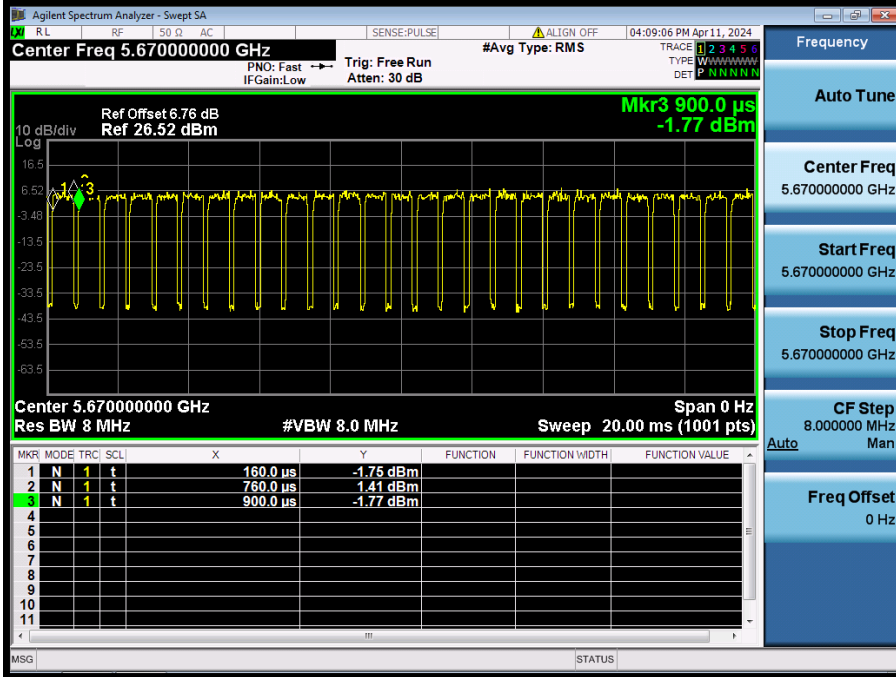 Agilent Spectrum Analyzer - Swept SA
LXI RL RF 50 Ω AC SENSE:PULSE ALIGN OFF 04:09:06 PM Apr 11, 2024
Center Freq 5.670000000 GHz
PNO: Fast
IFGain:Low
Trig: Free Run
Atten: 30 dB
#Avg Type: RMS
TRACE 1 2 3 4 5 6
TYPE WWWWWW
DET P N N N N N
Ref Offset 6.76 dB
10 dB/div Ref 26.52 dBm
Log
Mkr3 900.0 µs
-1.77 dBm
16.5
6.52
-3.48
-13.5
-23.5
-33.5
-43.5
-53.5
-63.5
1
3
Center 5.670000000 GHz Span 0 Hz
Res BW 8 MHz #VBW 8.0 MHz Sweep 20.00 ms (1001 pts)
MKR MODE TRC SCL X Y FUNCTION FUNCTION WIDTH FUNCTION VALUE
1 N 1 t 160.0 µs -1.75 dBm
2 N 1 t 760.0 µs 1.41 dBm
3 N 1 t 900.0 µs -1.77 dBm
4
5
6
7
8
9
10
11
MSG STATUS
Frequency
Auto Tune
Center Freq
5.670000000 GHz
Start Freq
5.670000000 GHz
Stop Freq
5.670000000 GHz
CF Step
8.000000 MHz
Auto Man
Freq Offset
0 Hz